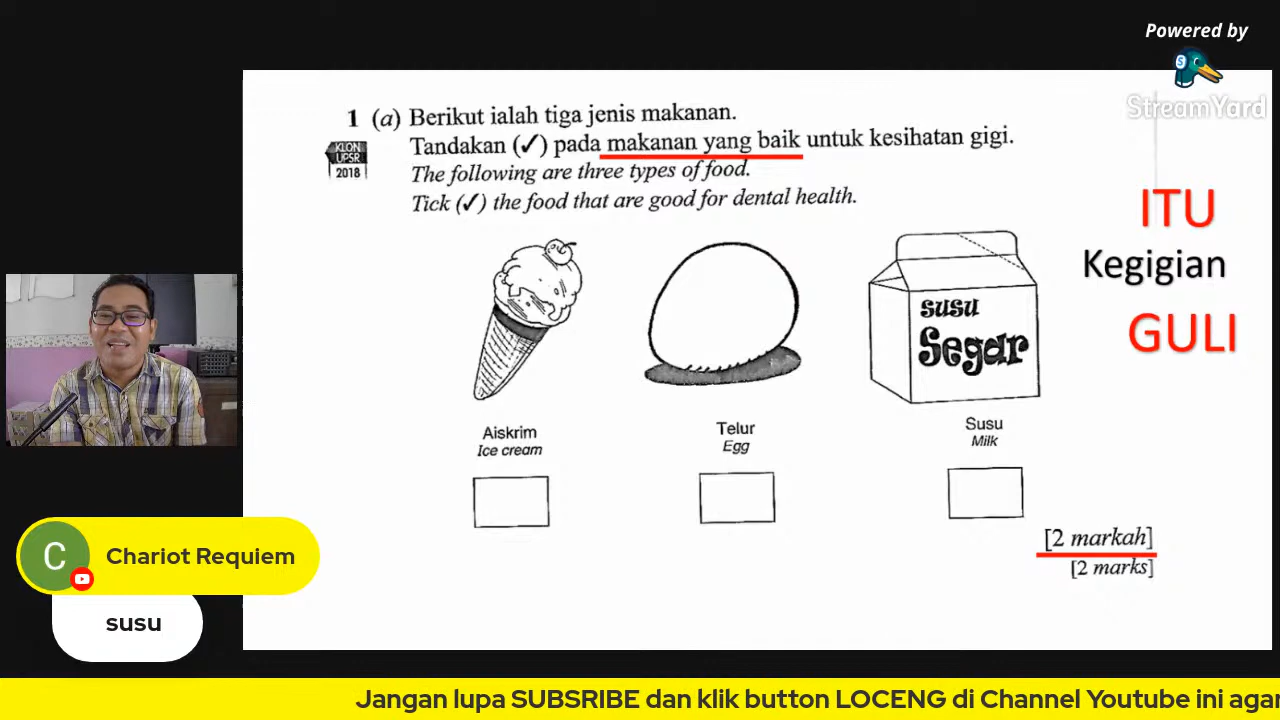 Powered by
StreamYard
1 (a) Berikut ialah tiga jenis makanan.
Tandakan (✓) pada makanan yang baik untuk kesihatan gigi.
KLON
UPSR
2018
The following are three types of food.
Tick (✓) the food that are good for dental health.
ITU
Kegigian
GULI
susu
Segar
Aiskrim
Ice cream
Telur
Egg
Susu
Milk
[2 markah]
[2 marks]
C
Chariot Requiem
susu
Jangan lupa SUBSRIBE dan klik button LOCENG di Channel Youtube ini agar